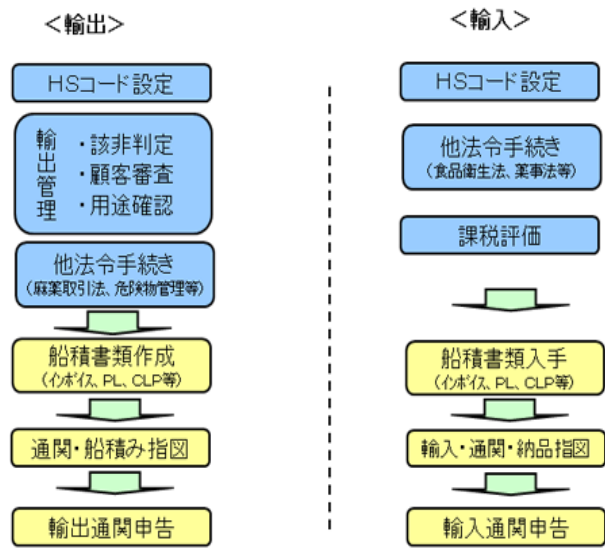 <輸出>
HSコード設定
輸出管理
・該非判定
・顧客審査
・用途確認
他法令手続き
(麻薬取引法、危険物管理等)
船積書類作成
(インボイス、PL、CLP等)
通関・船積み指図
輸出通関申告
<輸入>
HSコード設定
他法令手続き
(食品衛生法、薬事法等)
課税評価
船積書類入手
(インボイス、PL、CLP等)
輸入・通関・納品指図
輸入通関申告